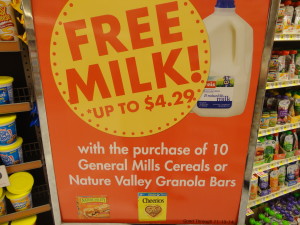 FREE
MILK!
*UP TO $4.29
with the purchase of 10
General Mills Cereals or
Nature Valley Granola Bars
Cheerios